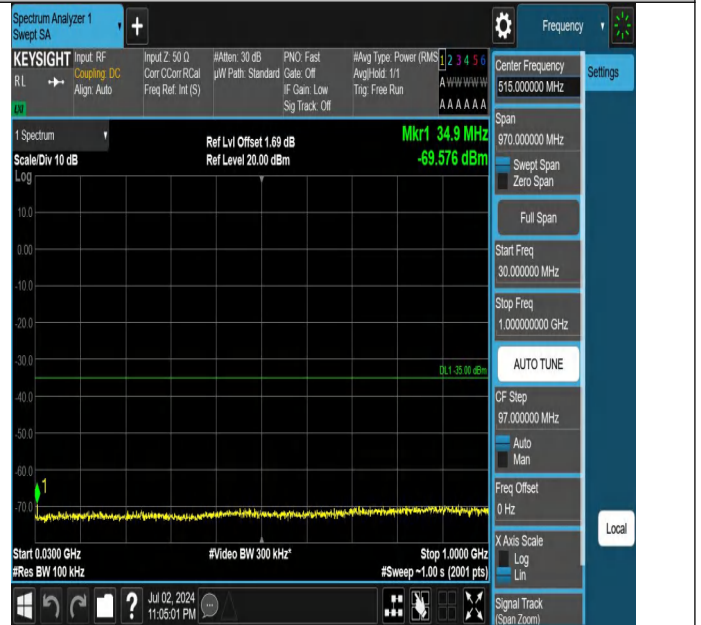 Spectrum Analyzer 1
Swept SA
+
Frequency
KEYSIGHT
RL
LXI
Input: RF
Coupling: DC
Align: Auto
Input Z: 50 Ω
Corr CCorr RCal
Freq Ref: Int (S)
#Atten: 30 dB
µW Path: Standard
PNO: Fast
Gate: Off
IF Gain: Low
Sig Track: Off
#Avg Type: Power (RMS
Avg|Hold: 1/1
Trig: Free Run
1 2 3 4 5 6
A W W W W W
A A A A A A
1 Spectrum
Scale/Div 10 dB
Log
Ref Lvl Offset 1.69 dB
Ref Level 20.00 dBm
Mkr1 34.9 MHz
-69.576 dBm
10.0
0.00
-10.0
-20.0
-30.0
-40.0
-50.0
-60.0
-70.0
DL1 -35.00 dBm
1
Start 0.0300 GHz
#Res BW 100 kHz
#Video BW 300 kHz*
Stop 1.0000 GHz
#Sweep ~1.00 s (2001 pts)
Center Frequency
515.000000 MHz
Span
970.000000 MHz
Swept Span
Zero Span
Full Span
Start Freq
30.000000 MHz
Stop Freq
1.000000000 GHz
AUTO TUNE
CF Step
97.000000 MHz
Auto
Man
Freq Offset
0 Hz
X Axis Scale
Log
Lin
Signal Track
(Span Zoom)
Settings
Local
?
Jul 02, 2024
11:05:01 PM